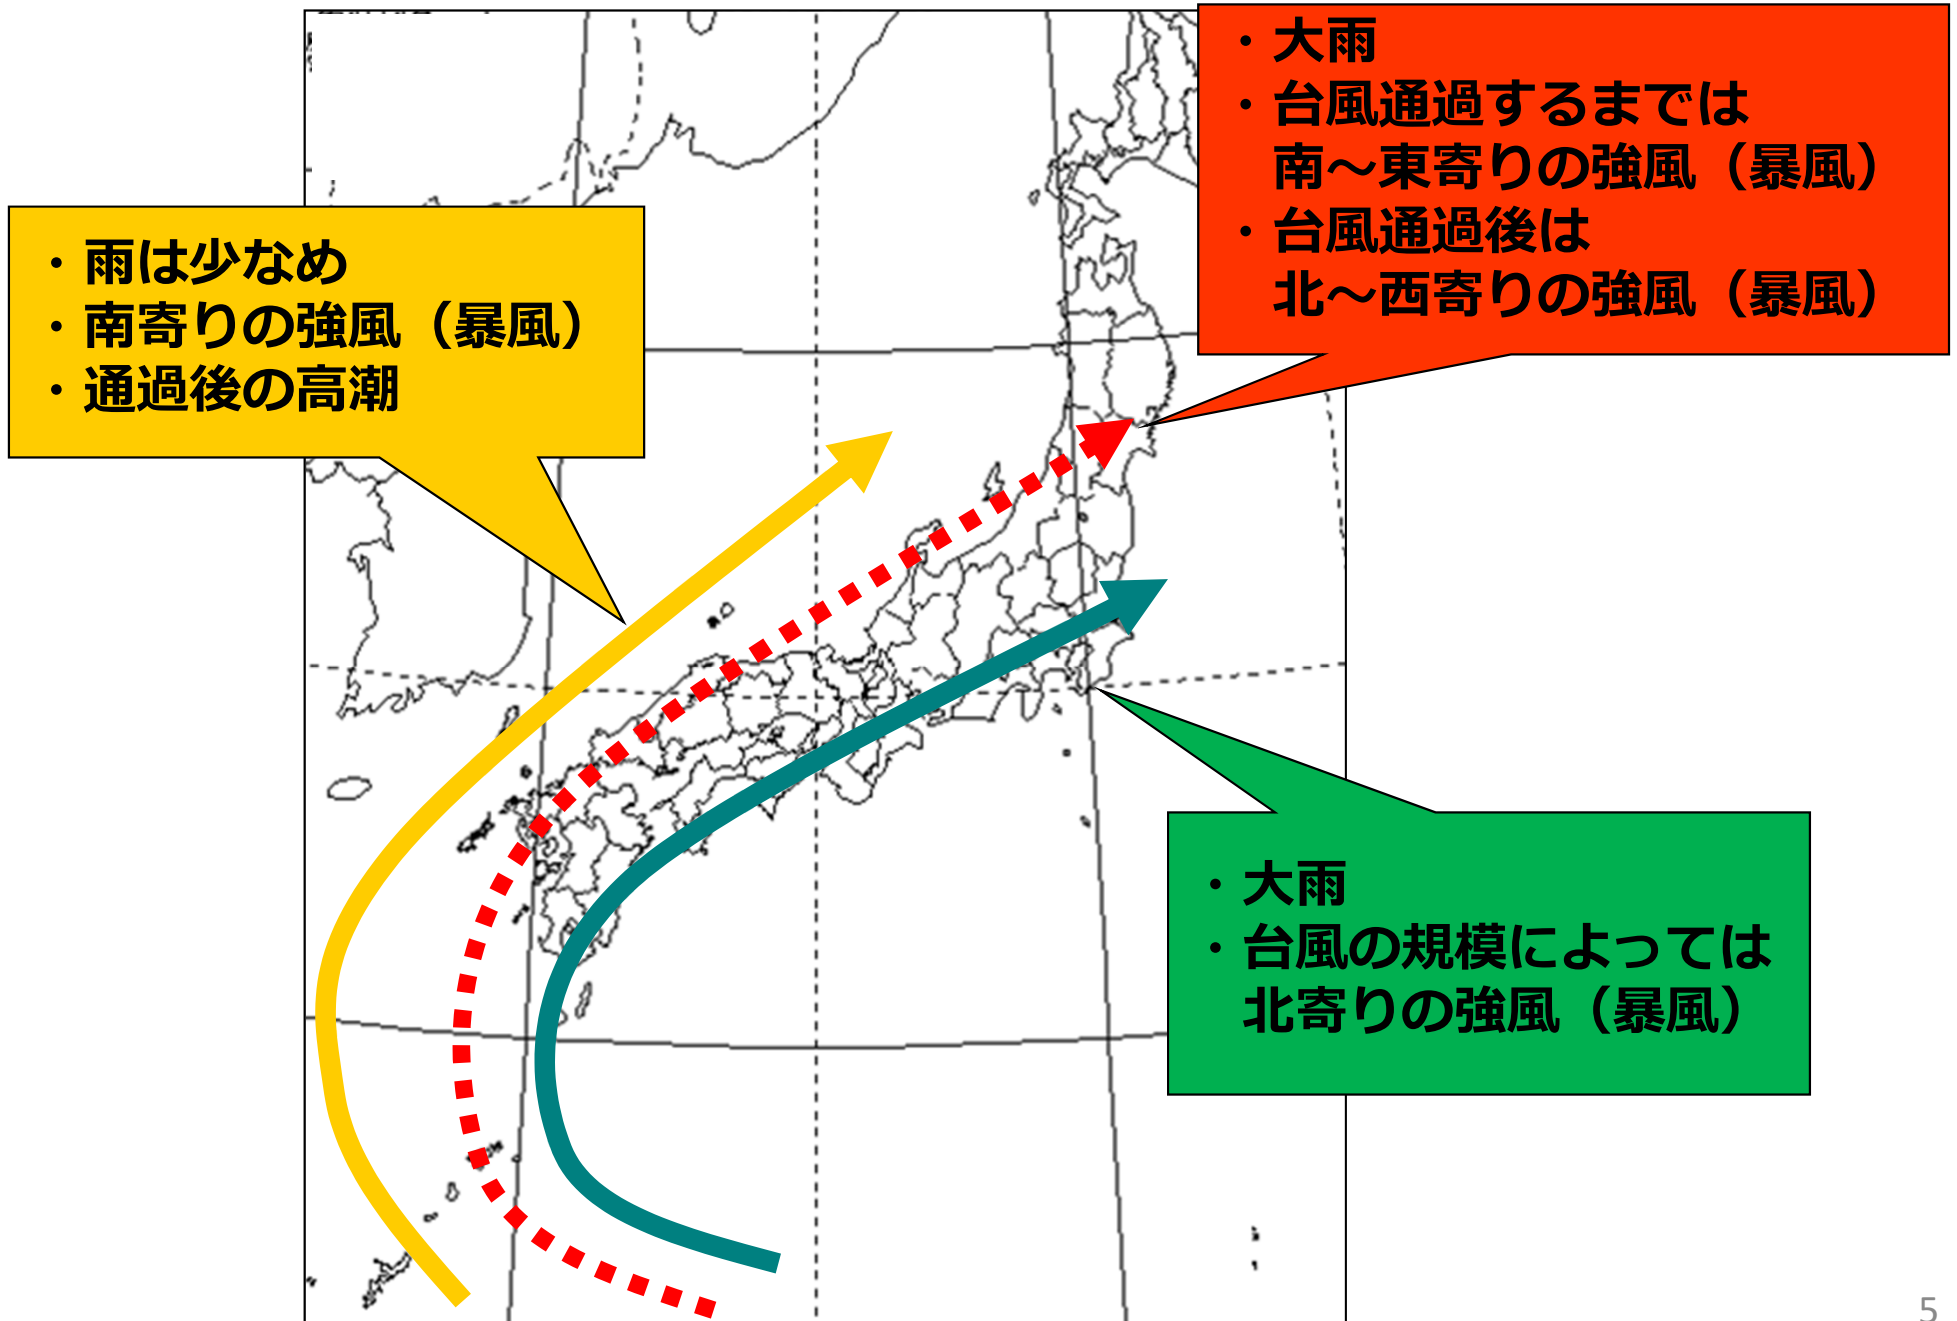 ・大雨
・台風通過するまでは
南～東寄りの強風（暴風）
・台風通過後は
北～西寄りの強風（暴風）
・雨は少なめ
・南寄りの強風（暴風）
・通過後の高潮
・大雨
・台風の規模によっては
北寄りの強風（暴風）
5